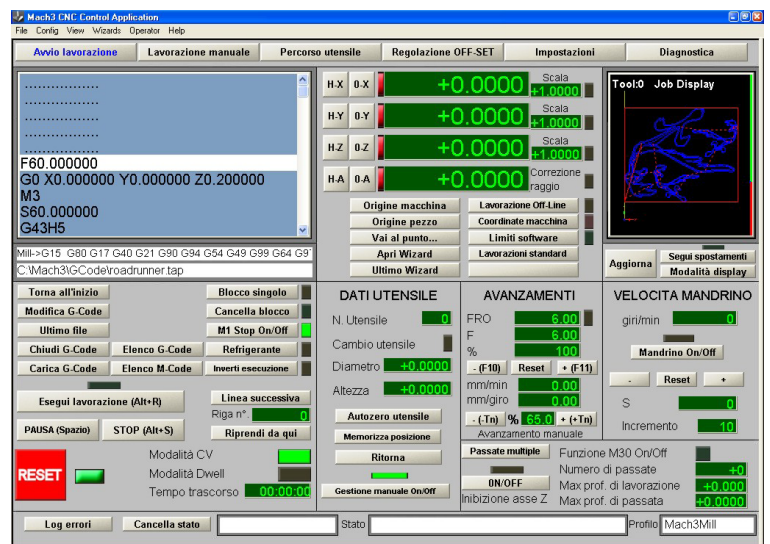 Mach3 CNC Control Application
File Config View Wizards Operator Help
Avvio lavorazione Lavorazione manuale Percorso utensile Regolazione OFF-SET Impostazioni Diagnostica
................
................
................
................
F60.000000
G0 X0.000000 Y0.000000 Z0.200000
M3
S60.000000
G43H5
Mill->G15 G80 G17 G40 G21 G90 G94 G54 G49 G99 G64 G9
C:\Mach3\GCode\roadrunner.tap
H-X 0-X +0.0000 Scala +1.0000
H-Y 0-Y +0.0000 Scala +1.0000
H-Z 0-Z +0.0000 Scala +1.0000
H-A 0-A +0.0000 Correzione raggio
Origine macchina Lavorazione Off-Line
Origine pezzo Coordinate macchina
Vai al punto... Limiti software
Apri Wizard Lavorazioni standard
Ultimo Wizard
Tool:0 Job Display
Aggiorna Segui spostamenti
Modalità display
Torna all'inizio Blocco singolo
Modifica G-Code Cancella blocco
Ultimo file M1 Stop On/Off
Chiudi G-Code Elenco G-Code Refrigerante
Carica G-Code Elenco M-Code Inverti esecuzione
Esegui lavorazione (Alt+R) Linea successiva
Riga n°. 0
PAUSA (Spazio) STOP (Alt+S) Riprendi da qui
RESET
Modalità CV
Modalità Dwell
Tempo trascorso 00:00:00
DATI UTENSILE
N. Utensile 0
Cambio utensile
Diametro +0.0000
Altezza +0.0000
Autozero utensile
Memorizza posizione
Ritorna
Gestione manuale On/Off
AVANZAMENTI
FRO 6.00
F 6.00
% 100
- (F10) Reset + (F11)
mm/min 0.00
mm/giro 0.00
- (-Tn) % 65.0 + (+Tn)
Avanzamento manuale
VELOCITA MANDRINO
giri/min 0
Mandrino On/Off
- Reset +
S 0
Incremento 10
Passate multiple Funzione M30 On/Off
Numero di passate +0
ON/OFF Max prof. di lavorazione +0.000
Inibizione asse Z Max prof. di passata +0.0000
Log errori Cancella stato Stato Profilo Mach3Mill